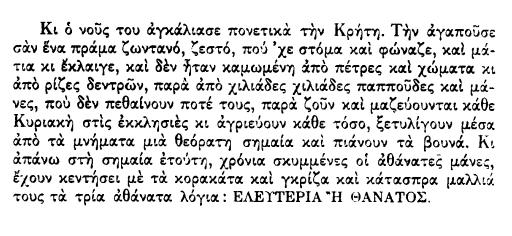 Κι ὁ νοῦς του ἀγκάλιασε πονετικὰ τὴν Κρήτη. Τὴν ἀγαποῦσε
σὰν ἕνα πράμα ζωντανό, ζεστό, πού 'χε στόμα καὶ φώναζε, καὶ μά-
τια κι ἔκλαιγε, καὶ δὲν ἦταν καμωμένη ἀπὸ πέτρες καὶ χώματα κι
ἀπὸ ρίζες δεντρῶν, παρὰ ἀπὸ χιλιάδες χιλιάδες παπποῦδες καὶ μά-
νες, ποὺ δὲν πεθαίνουν ποτέ τους, παρὰ ζοῦν καὶ μαζεύουνται κάθε
Κυριακὴ στὶς ἐκκλησιὲς κι ἀγριεύουν κάθε τόσο, ξετυλίγουν μέσα
ἀπὸ τὰ μνήματα μιὰ θεόρατη σημαία καὶ πιάνουν τὰ βουνά. Κι
ἀπάνω στὴ σημαία ἐτούτη, χρόνια σκυμμένες οἱ ἀθάνατες μάνες,
ἔχουν κεντήσει μὲ τὰ κορακάτα καὶ γκρίζα καὶ κάτασπρα μαλλιά
τους τὰ τρία ἀθάνατα λόγια: ΕΛΕΥΤΕΡΙΑ Ἢ ΘΑΝΑΤΟΣ.